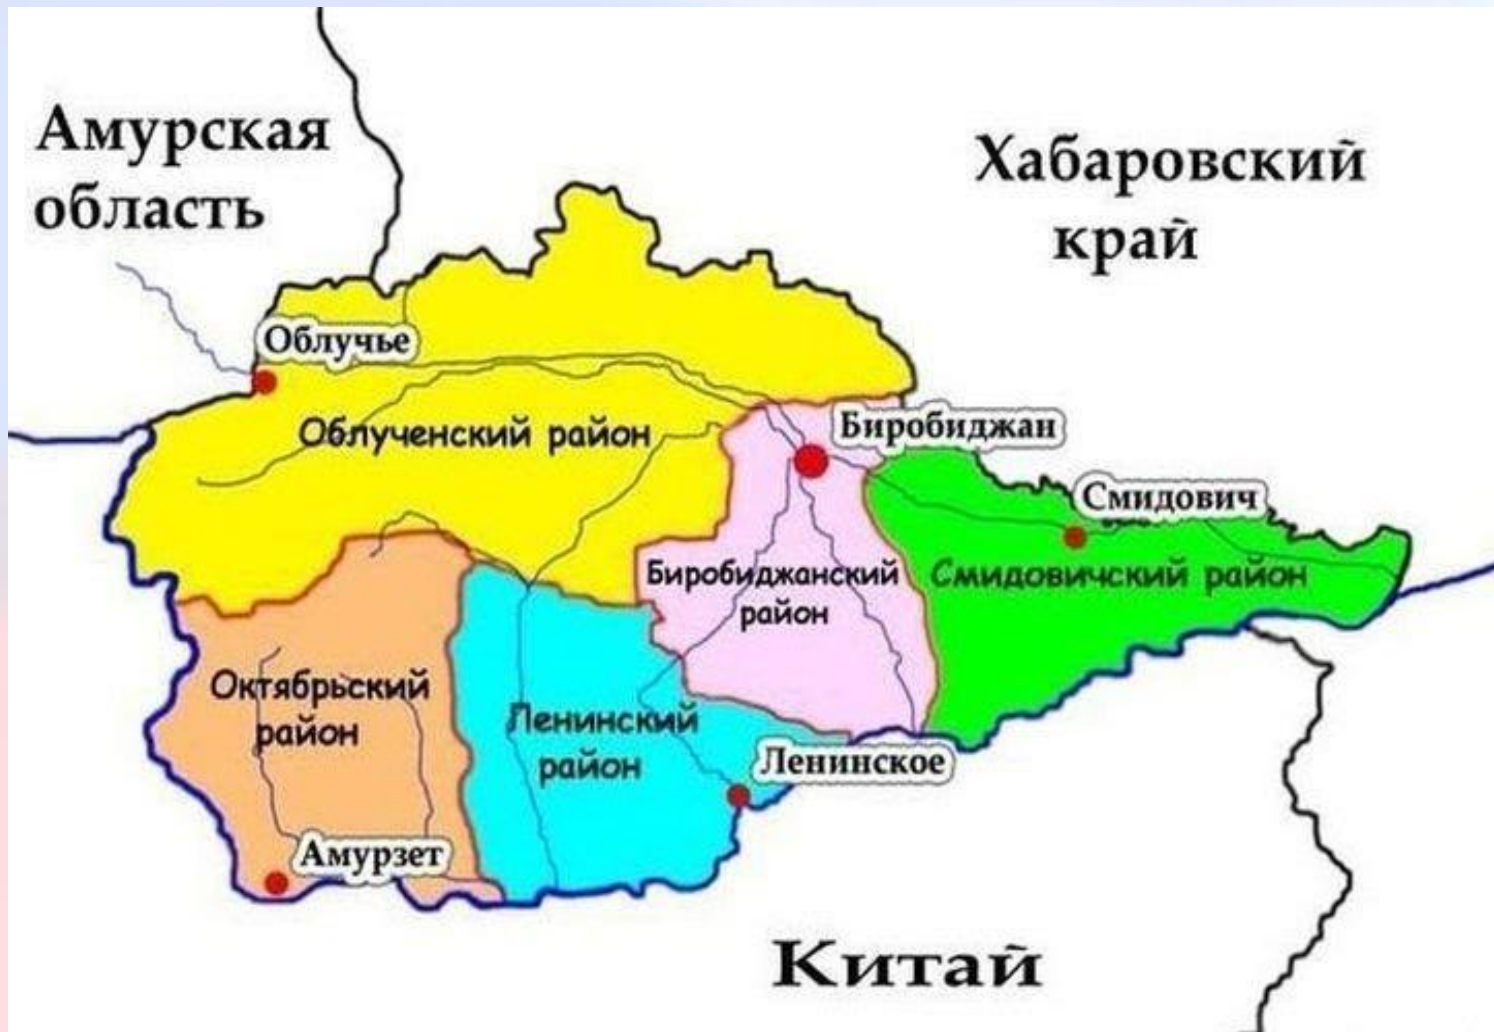 Амурская
область
Хабаровский
край
Облучье
Облученский район
Биробиджан
Смидович
Биробиджанский
район
Смидовичский район
Октябрьский
район
Ленинский
район
Ленинское
Амурзет
Китай